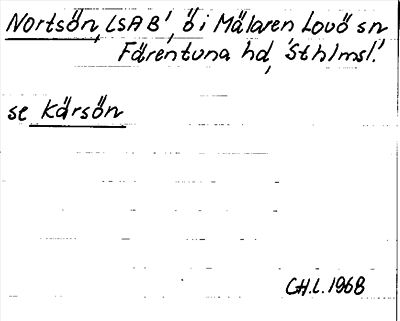 Nortsön, LSAB', ö i Mälaren Lovö sn
Färentuna hd, Sthlmsl.
se Kärsön
C.H.L. 1968